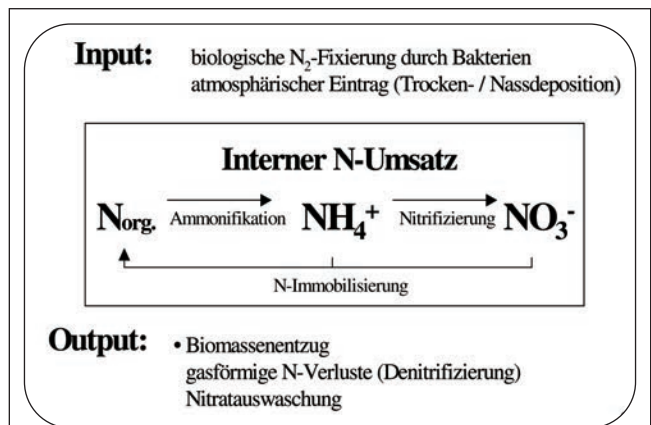 Input: biologische N₂-Fixierung durch Bakterien
atmosphärischer Eintrag (Trocken- / Nassdeposition)
Interner N-Umsatz
Norg. Ammonifikation NH₄⁺ Nitrifizierung NO₃⁻
N-Immobilisierung
Output: • Biomassenentzug
gasförmige N-Verluste (Denitrifizierung)
Nitratauswaschung